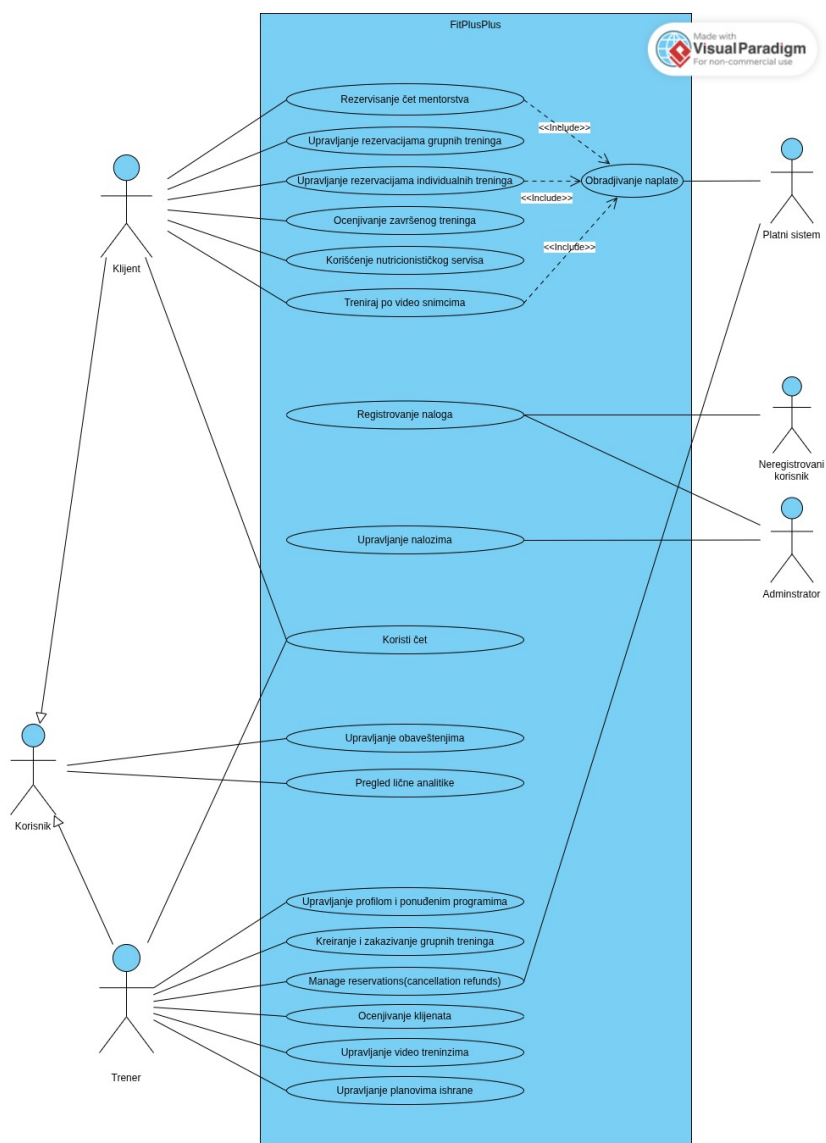 FitPlusPlus
Made with
VisualParadigm
For non-commercial use
Rezervisanje čet mentorstva
<<Include>>
Upravljanje rezervacijama grupnih treninga
Upravljanje rezervacijama individualnih treninga
Obradjivanje naplate
<<Include>>
Ocenjivanje završenog treninga
Platni sistem
<<Include>>
Korišćenje nutricionističkog servisa
Klijent
Treniraj po video snimcima
Registrovanje naloga
Neregistrovani
korisnik
Upravljanje nalozima
Adminstrator
Koristi čet
Upravljanje obaveštenjima
Pregled lične analitike
Korisnik
Upravljanje profilom i ponuđenim programima
Kreiranje i zakazivanje grupnih treninga
Manage reservations(cancellation refunds)
Ocenjivanje klijenata
Upravljanje video treninzima
Trener
Upravljanje planovima ishrane